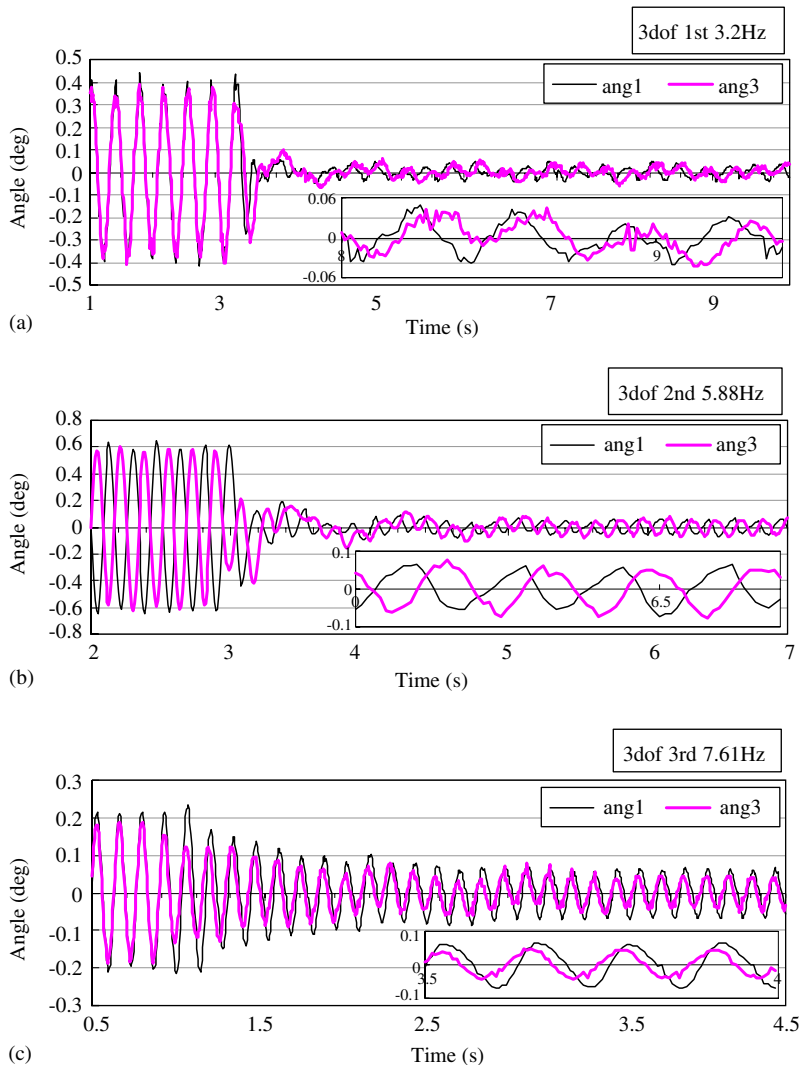 3dof 1st 3.2Hz
ang1 ang3
Angle (deg)
0.5
0.4
0.3
0.2
0.1
0
-0.1
-0.2
-0.3
-0.4
-0.5
0.06
0
-0.06
8 9
1 3 5 7 9
(a)
Time (s)
3dof 2nd 5.88Hz
ang1 ang3
Angle (deg)
0.8
0.6
0.4
0.2
0
-0.2
-0.4
-0.6
-0.8
0.1
0
-0.1
0 6.5
2 3 4 5 6 7
(b)
Time (s)
3dof 3rd 7.61Hz
ang1 ang3
Angle (deg)
0.3
0.2
0.1
0
-0.1
-0.2
-0.3
0.1
0
-0.1
3.5 4
0.5 1.5 2.5 3.5 4.5
(c)
Time (s)